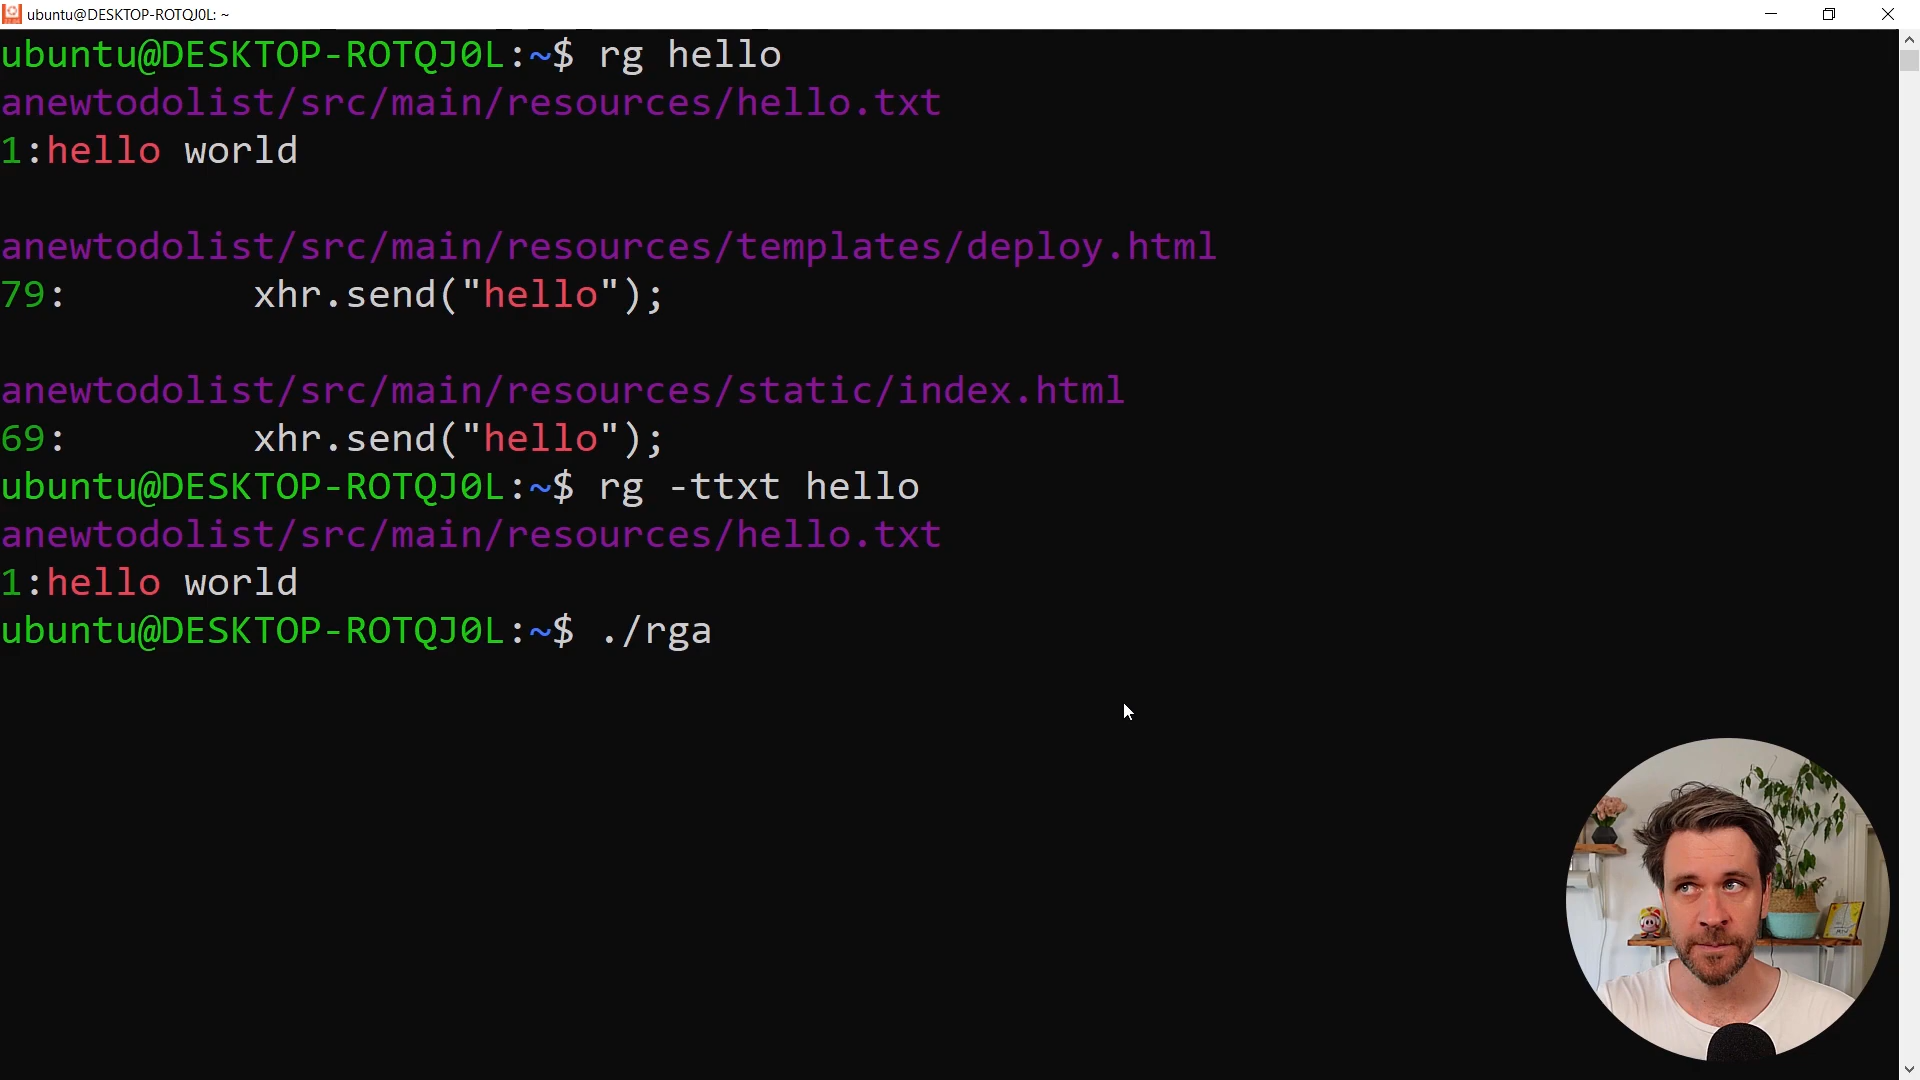 ubuntu@DESKTOP-ROTQJ0L: ~
ubuntu@DESKTOP-ROTQJ0L:~$ rg hello
anewtodolist/src/main/resources/hello.txt
1:hello world
anewtodolist/src/main/resources/templates/deploy.html
79:        xhr.send("hello");
anewtodolist/src/main/resources/static/index.html
69:        xhr.send("hello");
ubuntu@DESKTOP-ROTQJ0L:~$ rg -ttxt hello
anewtodolist/src/main/resources/hello.txt
1:hello world
ubuntu@DESKTOP-ROTQJ0L:~$ ./rga